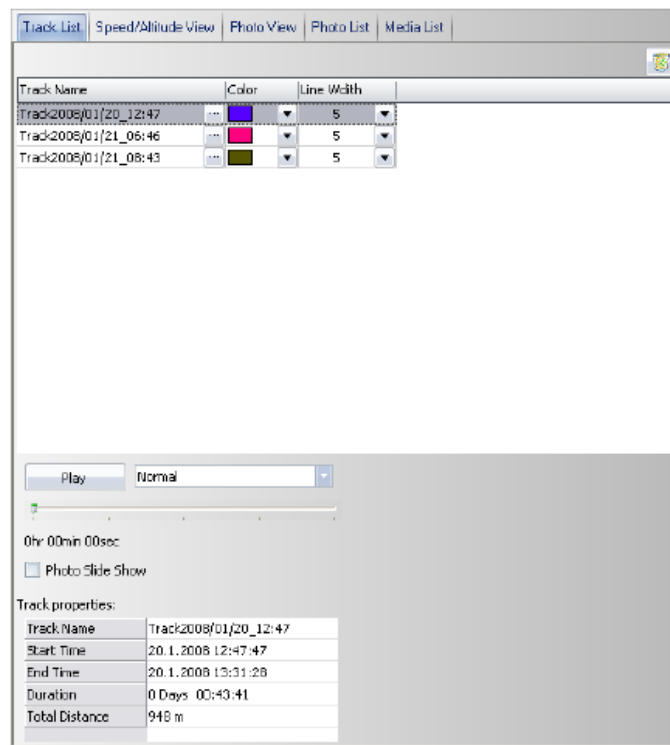 Track List Speed/Altitude View Photo View Photo List Media List
Track Name Color Line Wdith
Track2008/01/20_12:47 ... 5
Track2008/01/21_06:46 ... 5
Track2008/01/21_08:43 ... 5
Play Normal
0hr 00min 00sec
Photo Slide Show
Track properties:
Track Name Track2008/01/20_12:47
Start Time 20.1.2008 12:47:47
End Time 20.1.2008 13:31:28
Duration 0 Days 00:43:41
Total Distance 948 m